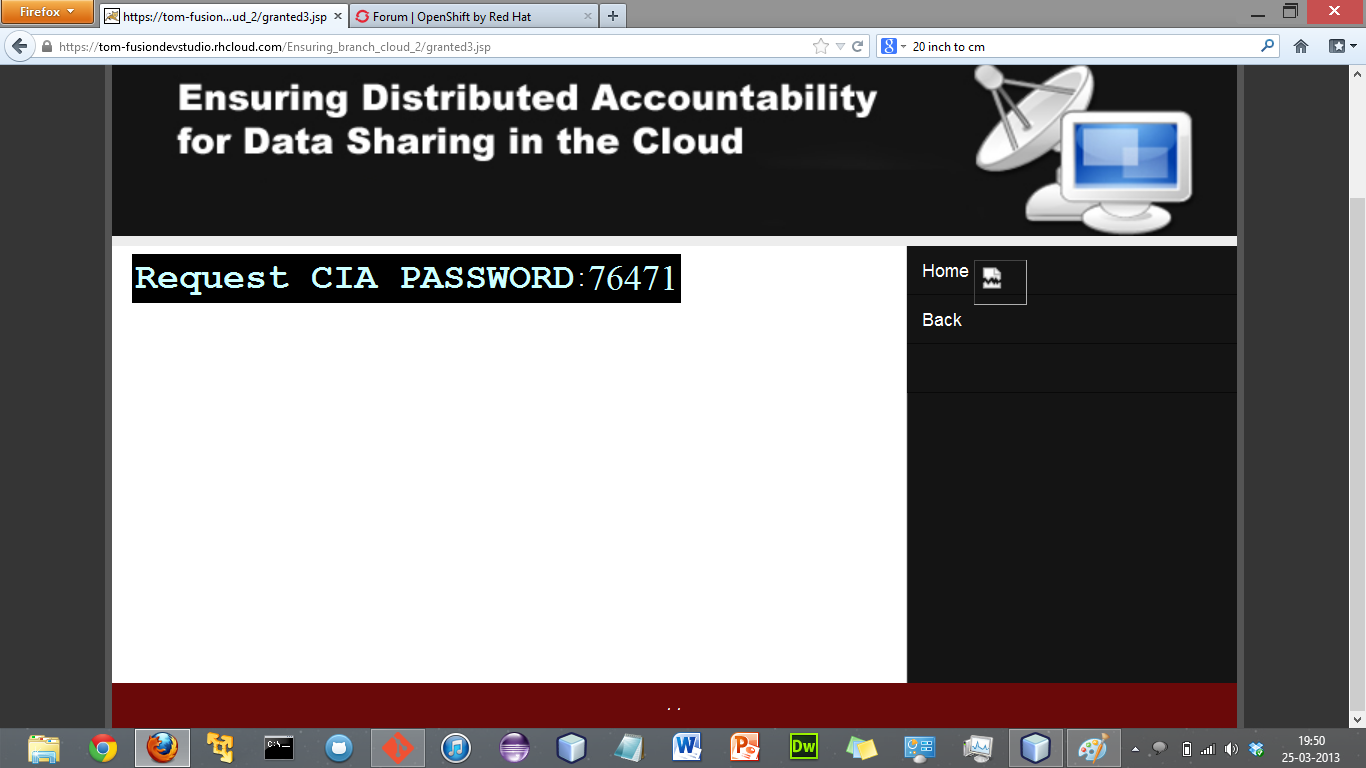 Firefox
https://tom-fusion...ud_2/granted3.jsp
Forum | OpenShift by Red Hat
https://tom-fusiondevstudio.rhcloud.com/Ensuring_branch_cloud_2/granted3.jsp
20 inch to cm
Ensuring Distributed Accountability
for Data Sharing in the Cloud
Request CIA PASSWORD:76471
Home
Back
. .
C:\_
Dw
19:50
25-03-2013